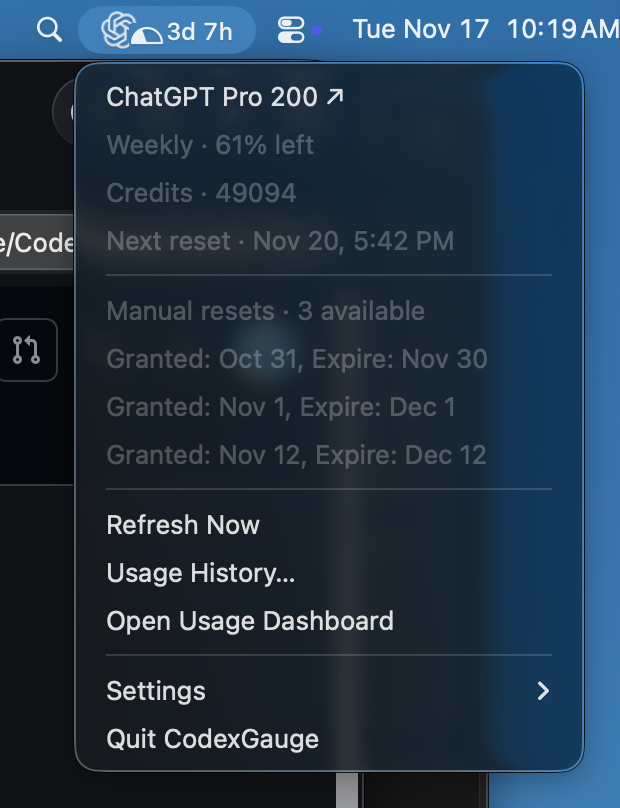 3d 7h
Tue Nov 17 10:19 AM
ChatGPT Pro 200 ↗
Weekly · 61% left
Credits · 49094
Next reset · Nov 20, 5:42 PM
e/Code
Manual resets · 3 available
Granted: Oct 31, Expire: Nov 30
Granted: Nov 1, Expire: Dec 1
Granted: Nov 12, Expire: Dec 12
Refresh Now
Usage History...
Open Usage Dashboard
Settings
Quit CodexGauge